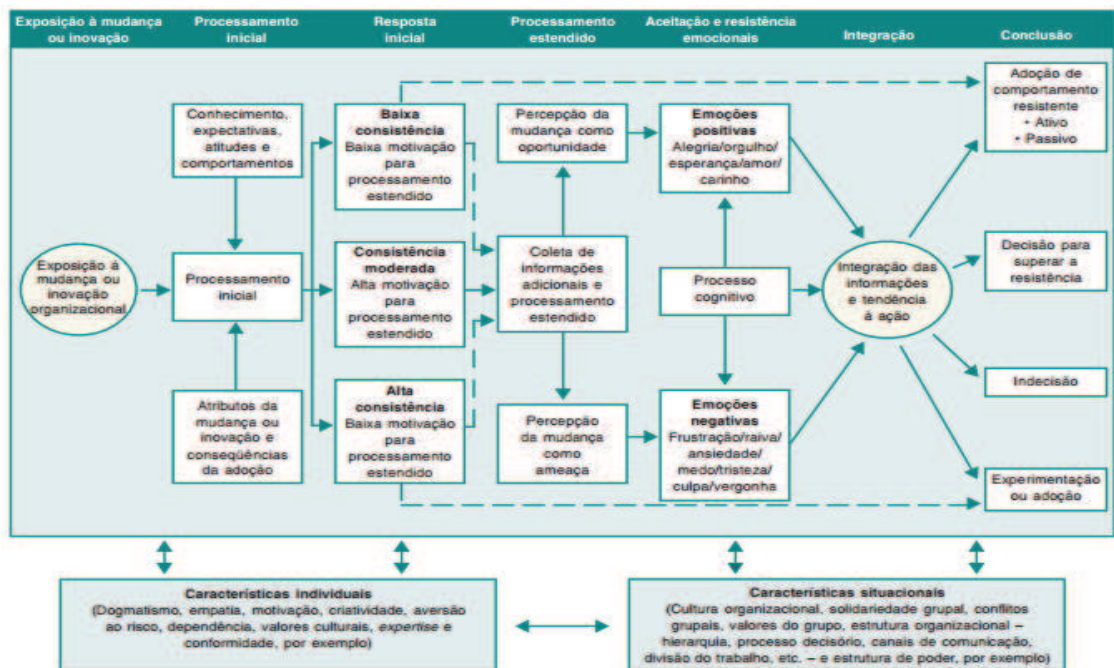 Exposição à mudança
ou inovação
Processamento
inicial
Resposta
inicial
Processamento
estendido
Aceitação e resistência
emocionais
Integração
Conclusão
Exposição à
mudança ou
inovação
organizacional
Conhecimento,
expectativas,
atitudes e
comportamentos
Processamento
inicial
Atributos da
mudança ou
inovação e
conseqüências
da adoção
Baixa
consistência
Baixa motivação
para
processamento
estendido
Consistência
moderada
Alta motivação
para
processamento
estendido
Alta
consistência
Baixa motivação
para
processamento
estendido
Percepção da
mudança como
oportunidade
Coleta de
informações
adicionais e
processamento
estendido
Percepção
da mudança
como
ameaça
Emoções
positivas
Alegria/orgulho/
esperança/amor/
carinho
Processo
cognitivo
Emoções
negativas
Frustração/raiva/
ansiedade/
medo/tristeza/
culpa/vergonha
Integração das
informações
e tendência
à ação
Adoção de
comportamento
resistente
• Ativo
• Passivo
Decisão para
superar a
resistência
Indecisão
Experimentação
ou adoção
Características individuais
(Dogmatismo, empatia, motivação, criatividade, aversão
ao risco, dependência, valores culturais, expertise e
conformidade, por exemplo)
Características situacionais
(Cultura organizacional, solidariedade grupal, conflitos
grupais, valores do grupo, estrutura organizacional –
hierarquia, processo decisório, canais de comunicação,
divisão do trabalho, etc. – e estrutura de poder, por exemplo)